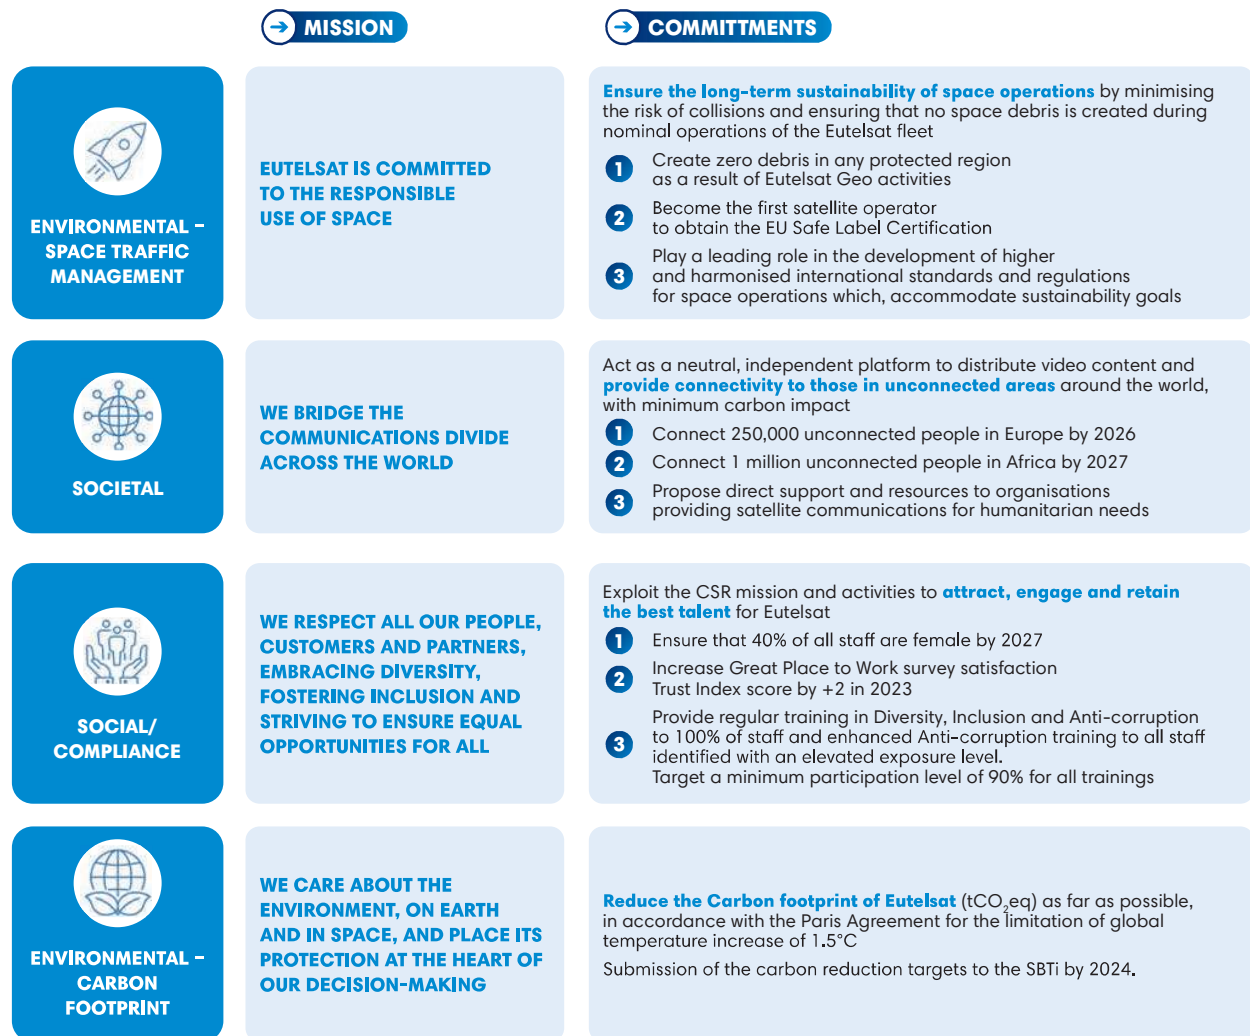 MISSION
COMMITTMENTS
ENVIRONMENTAL –
SPACE TRAFFIC
MANAGEMENT
EUTELSAT IS COMMITTED
TO THE RESPONSIBLE
USE OF SPACE
Ensure the long-term sustainability of space operations by minimising
the risk of collisions and ensuring that no space debris is created during
nominal operations of the Eutelsat fleet
1 Create zero debris in any protected region
as a result of Eutelsat Geo activities
2 Become the first satellite operator
to obtain the EU Safe Label Certification
3 Play a leading role in the development of higher
and harmonised international standards and regulations
for space operations which, accommodate sustainability goals
SOCIETAL
WE BRIDGE THE
COMMUNICATIONS DIVIDE
ACROSS THE WORLD
Act as a neutral, independent platform to distribute video content and
provide connectivity to those in unconnected areas around the world,
with minimum carbon impact
1 Connect 250,000 unconnected people in Europe by 2026
2 Connect 1 million unconnected people in Africa by 2027
3 Propose direct support and resources to organisations
providing satellite communications for humanitarian needs
SOCIAL/
COMPLIANCE
WE RESPECT ALL OUR PEOPLE,
CUSTOMERS AND PARTNERS,
EMBRACING DIVERSITY,
FOSTERING INCLUSION AND
STRIVING TO ENSURE EQUAL
OPPORTUNITIES FOR ALL
Exploit the CSR mission and activities to attract, engage and retain
the best talent for Eutelsat
1 Ensure that 40% of all staff are female by 2027
2 Increase Great Place to Work survey satisfaction
Trust Index score by +2 in 2023
3 Provide regular training in Diversity, Inclusion and Anti-corruption
to 100% of staff and enhanced Anti-corruption training to all staff
identified with an elevated exposure level.
Target a minimum participation level of 90% for all trainings
ENVIRONMENTAL –
CARBON
FOOTPRINT
WE CARE ABOUT THE
ENVIRONMENT, ON EARTH
AND IN SPACE, AND PLACE ITS
PROTECTION AT THE HEART OF
OUR DECISION-MAKING
Reduce the Carbon footprint of Eutelsat (tCO₂eq) as far as possible,
in accordance with the Paris Agreement for the limitation of global
temperature increase of 1.5°C
Submission of the carbon reduction targets to the SBTi by 2024.